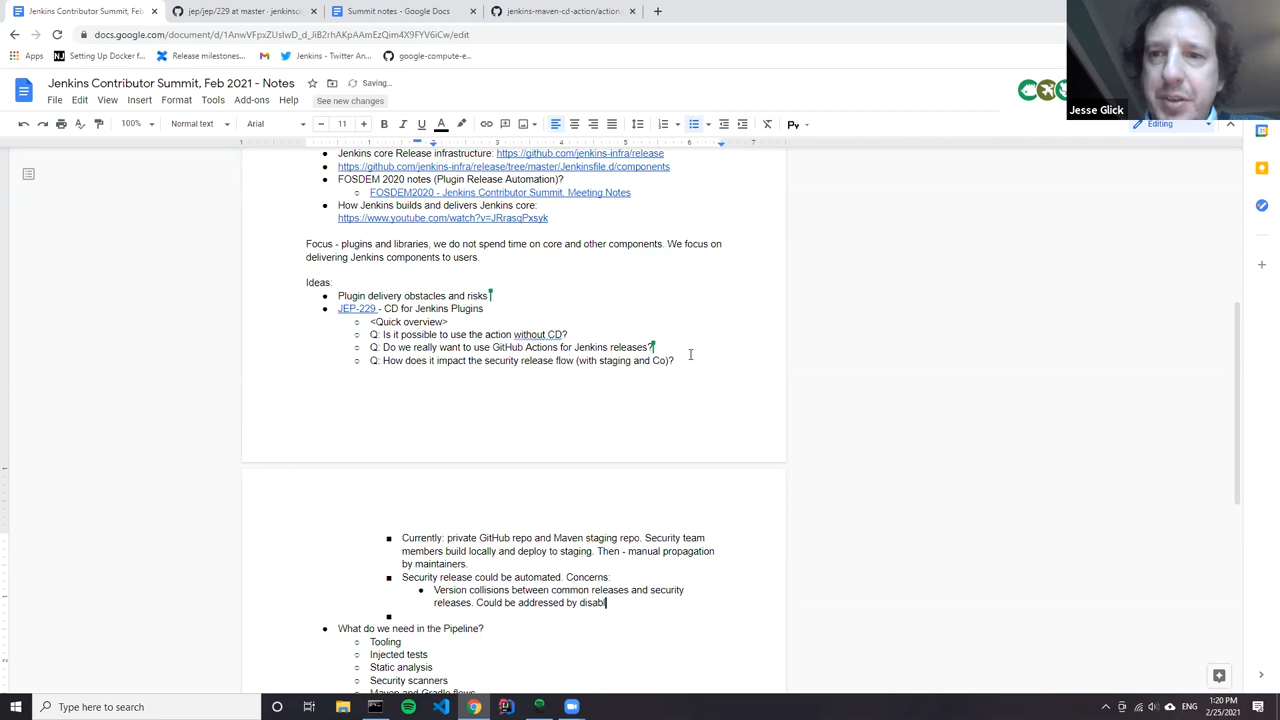 Jenkins Contributor Summit, Feb
jep/jep/229 at master · jenkinsci
Summit notes - Google Docs
jenkins-maven-cd-action/action.
docs.google.com/document/d/1AnwVFpxZUslwD_d_JiB2rhAKpAAmEzQim4X9FYV6iCw/edit
Apps
Setting Up Docker f...
Release milestones...
Jenkins - Twitter An...
google-compute-e...
Jenkins Contributor Summit, Feb 2021 - Notes
Saving...
File Edit View Insert Format Tools Add-ons Help See new changes
100% Normal text Arial 11
Editing
Jesse Glick
Jenkins core Release infrastructure: https://github.com/jenkins-infra/release
https://github.com/jenkins-infra/release/tree/master/Jenkinsfile.d/components
FOSDEM 2020 notes (Plugin Release Automation)?
FOSDEM2020 - Jenkins Contributor Summit. Meeting Notes
How Jenkins builds and delivers Jenkins core:
https://www.youtube.com/watch?v=JRrasqPxsyk
Focus - plugins and libraries, we do not spend time on core and other components. We focus on
delivering Jenkins components to users.
Ideas:
Plugin delivery obstacles and risks
JEP-229 - CD for Jenkins Plugins
<Quick overview>
Q: Is it possible to use the action without CD?
Q: Do we really want to use GitHub Actions for Jenkins releases?
Q: How does it impact the security release flow (with staging and Co)?
Currently: private GitHub repo and Maven staging repo. Security team
members build locally and deploy to staging. Then - manual propagation
by maintainers.
Security release could be automated. Concerns:
Version collisions between common releases and security
releases. Could be addressed by disabl
What do we need in the Pipeline?
Tooling
Injected tests
Static analysis
Security scanners
Maven and Gradle flows
Type here to search
ENG
1:20 PM
2/25/2021